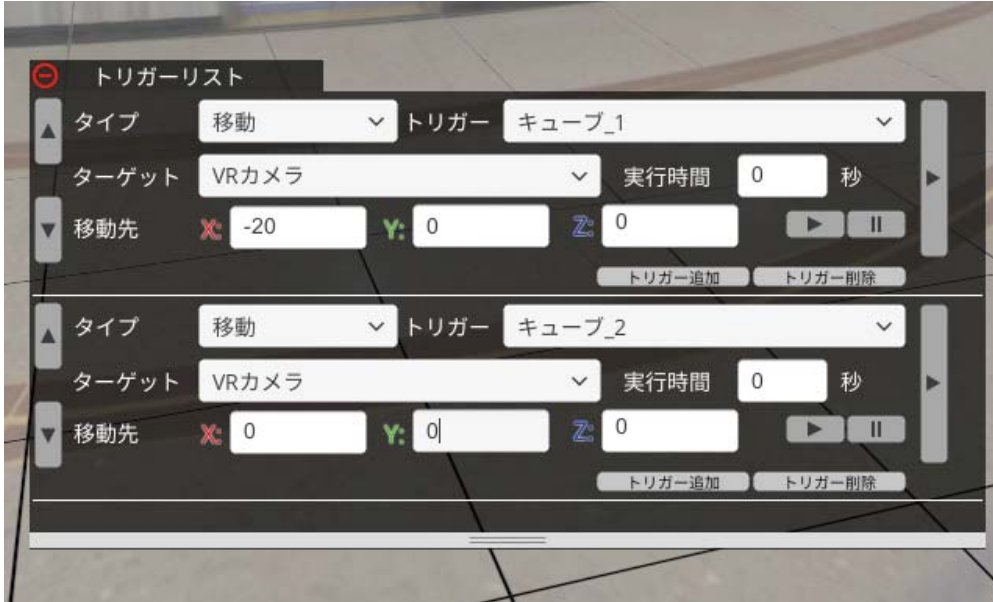 トリガーリスト
タイプ 移動 トリガー キューブ_1
ターゲット VRカメラ 実行時間 0 秒
移動先 X: -20 Y: 0 Z: 0
トリガー追加 トリガー削除
タイプ 移動 トリガー キューブ_2
ターゲット VRカメラ 実行時間 0 秒
移動先 X: 0 Y: 0 Z: 0
トリガー追加 トリガー削除